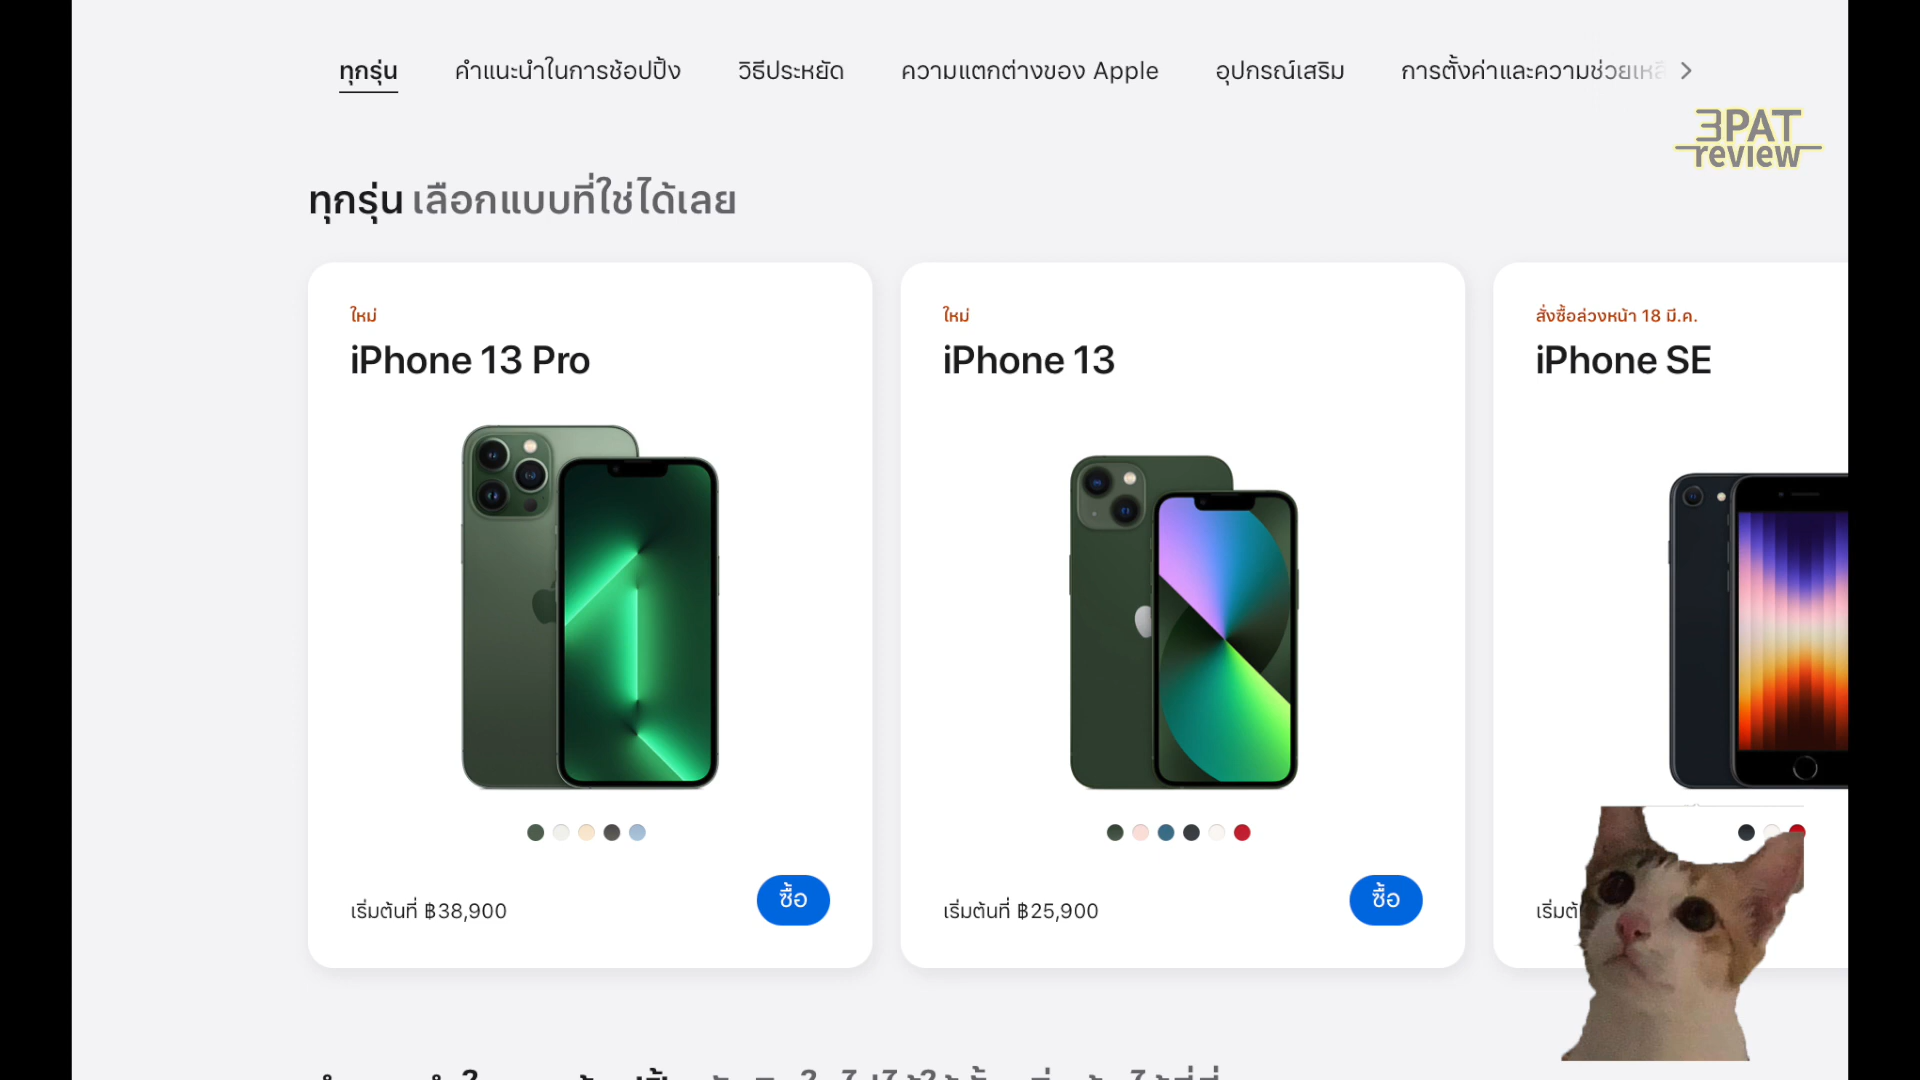 ทุกรุ่น คำแนะนำในการช้อปปิ้ง วิธีประหยัด ความแตกต่างของ Apple อุปกรณ์เสริม การตั้งค่าและความช่วยเหลื
3PAT
review
ทุกรุ่น เลือกแบบที่ใช่ได้เลย
ใหม่
iPhone 13 Pro
เริ่มต้นที่ ฿38,900
ซื้อ
ใหม่
iPhone 13
เริ่มต้นที่ ฿25,900
ซื้อ
สั่งซื้อล่วงหน้า 18 มี.ค.
iPhone SE